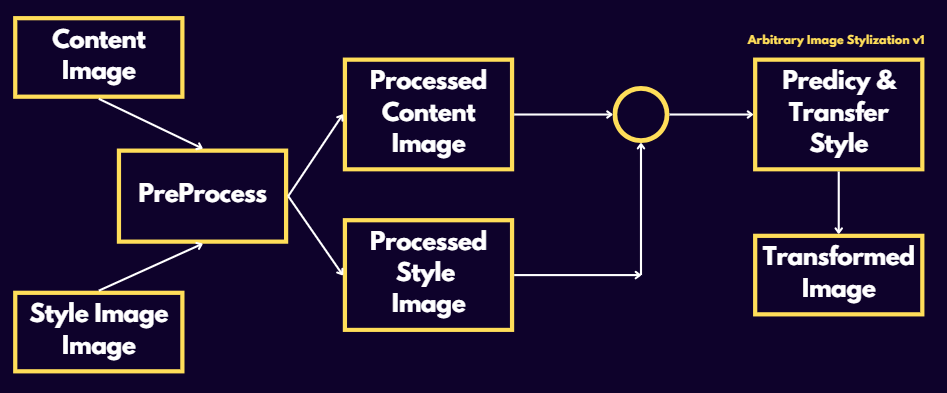 Content
Image
PreProcess
Style Image
Image
Processed
Content
Image
Processed
Style
Image
Arbitrary Image Stylization v1
Predicy &
Transfer
Style
Transformed
Image